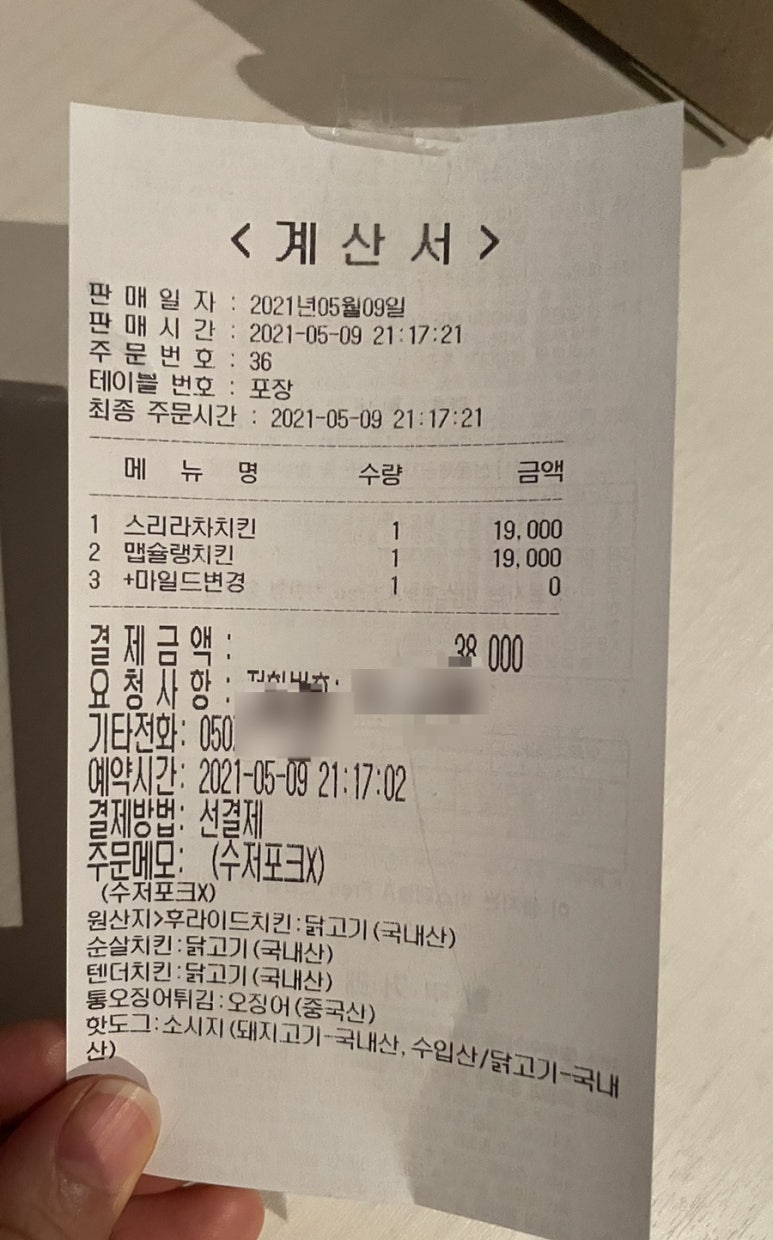 < 계 산 서 >
판 매 일 자 : 2021년05월09일
판 매 시 간 : 2021-05-09 21:17:21
주 문 번 호 : 36
테이블 번호 : 포장
최종 주문시간 : 2021-05-09 21:17:21
메 뉴 명 수량 금액
1 스리라차치킨 1 19,000
2 맵슐랭치킨 1 19,000
3 +마일드변경 1 0
결 제 금 액 : 38,000
요 청 사 항 :
기타전화: 050
예약시간: 2021-05-09 21:17:02
결제방법: 선결제
주문메모: (수저포크X)
(수저포크X)
원산지>후라이드치킨:닭고기(국내산)
순살치킨:닭고기(국내산)
텐더치킨:닭고기(국내산)
통오징어튀김:오징어(중국산)
핫도그:소시지(돼지고기-국내산, 수입산/닭고기-국내
산)